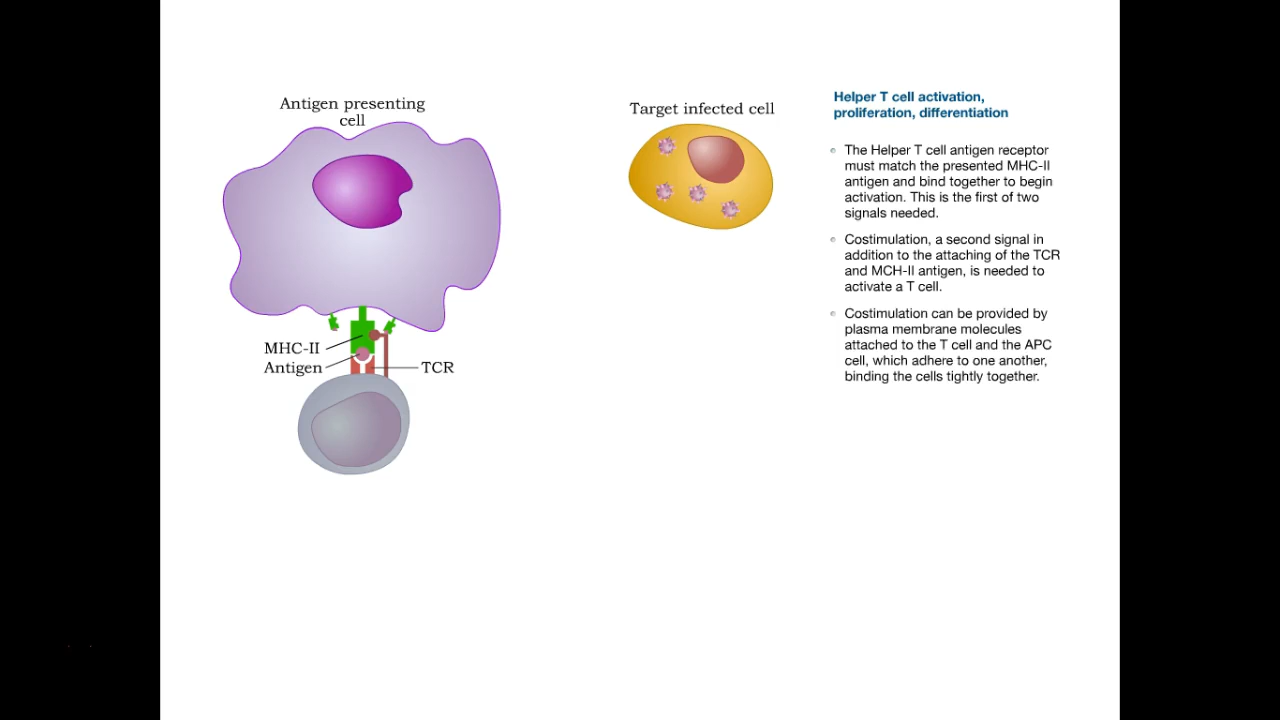 Antigen presenting
cell
MHC-II
Antigen
TCR
Target infected cell
Helper T cell activation,
proliferation, differentiation
The Helper T cell antigen receptor
must match the presented MHC-II
antigen and bind together to begin
activation. This is the first of two
signals needed.
Costimulation, a second signal in
addition to the attaching of the TCR
and MCH-II antigen, is needed to
activate a T cell.
Costimulation can be provided by
plasma membrane molecules
attached to the T cell and the APC
cell, which adhere to one another,
binding the cells tightly together.